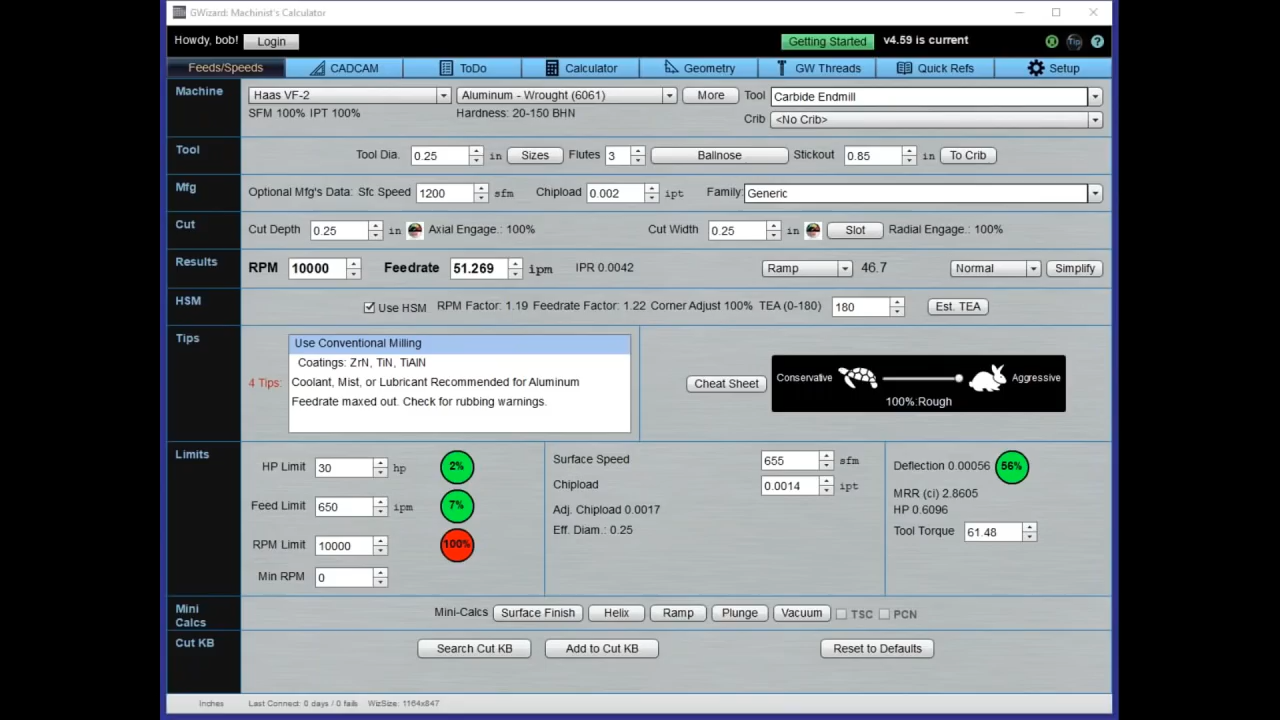 GWizard: Machinist's Calculator
Howdy, bob! Login Getting Started v4.59 is current Tip ?
Feeds/Speeds CADCAM ToDo Calculator Geometry GW Threads Quick Refs Setup
Machine Haas VF-2 Aluminum - Wrought (6061) More Tool Carbide Endmill
SFM 100% IPT 100% Hardness: 20-150 BHN Crib <No Crib>
Tool Tool Dia. 0.25 in Sizes Flutes 3 Ballnose Stickout 0.85 in To Crib
Mfg Optional Mfg's Data: Sfc Speed 1200 sfm Chipload 0.002 ipt Family: Generic
Cut Cut Depth 0.25 in Axial Engage.: 100% Cut Width 0.25 in Slot Radial Engage.: 100%
Results RPM 10000 Feedrate 51.269 ipm IPR 0.0042 Ramp 46.7 Normal Simplify
HSM Use HSM RPM Factor: 1.19 Feedrate Factor: 1.22 Corner Adjust 100% TEA (0-180) 180 Est. TEA
Tips
4 Tips:
Use Conventional Milling
Coatings: ZrN, TiN, TiAlN
Coolant, Mist, or Lubricant Recommended for Aluminum
Feedrate maxed out. Check for rubbing warnings.
Cheat Sheet Conservative Aggressive
100%:Rough
Limits
HP Limit 30 hp 2%
Feed Limit 650 ipm 7%
RPM Limit 10000 100%
Min RPM 0
Surface Speed 655 sfm
Chipload 0.0014 ipt
Adj. Chipload 0.0017
Eff. Diam.: 0.25
Deflection 0.00056 56%
MRR (ci) 2.8605
HP 0.6096
Tool Torque 61.48
Mini Calcs Mini-Calcs Surface Finish Helix Ramp Plunge Vacuum TSC PCN
Cut KB Search Cut KB Add to Cut KB Reset to Defaults
Inches Last Connect: 0 days / 0 fails WizSize: 1164x847